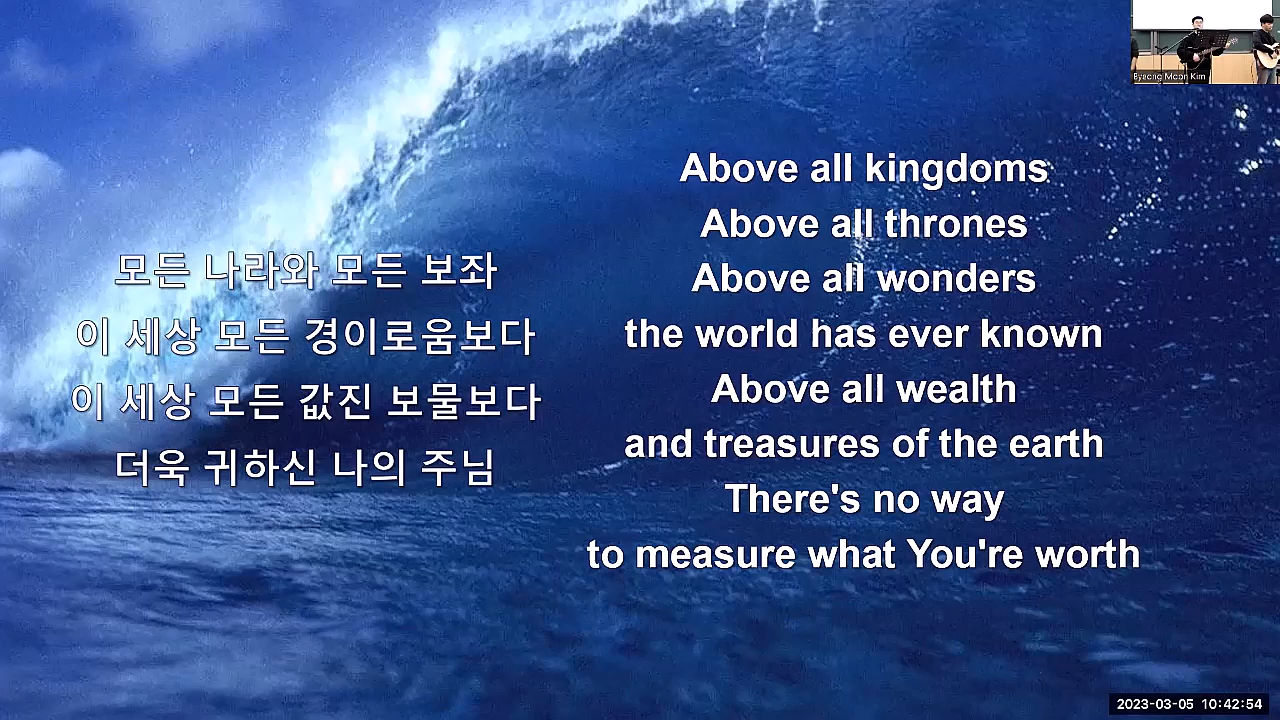 Byeong Moon Kim
모든 나라와 모든 보좌
이 세상 모든 경이로움보다
이 세상 모든 값진 보물보다
더욱 귀하신 나의 주님
Above all kingdoms
Above all thrones
Above all wonders
the world has ever known
Above all wealth
and treasures of the earth
There's no way
to measure what You're worth
2023-03-05 10:42:54